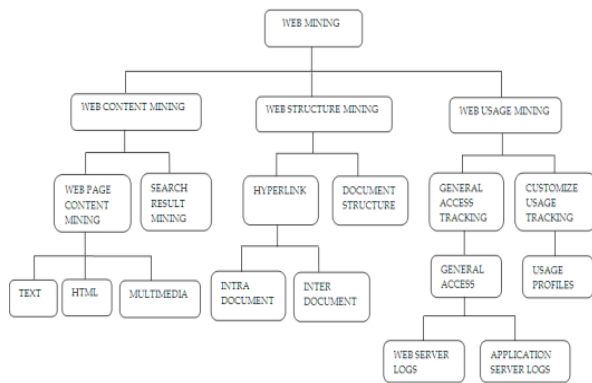 WEB MINING
WEB CONTENT MINING
WEB STRUCTURE MINING
WEB USAGE MINING
WEB PAGE
CONTENT
MINING
SEARCH
RESULT
MINING
HYPERLINK
DOCUMENT
STRUCTURE
GENERAL
ACCESS
TRACKING
CUSTOMIZE
USAGE
TRACKING
TEXT
HTML
MULTIMEDIA
INTRA
DOCUMENT
INTER
DOCUMENT
GENERAL
ACCESS
USAGE
PROFILES
WEB SERVER
LOGS
APPLICATION
SERVER LOGS